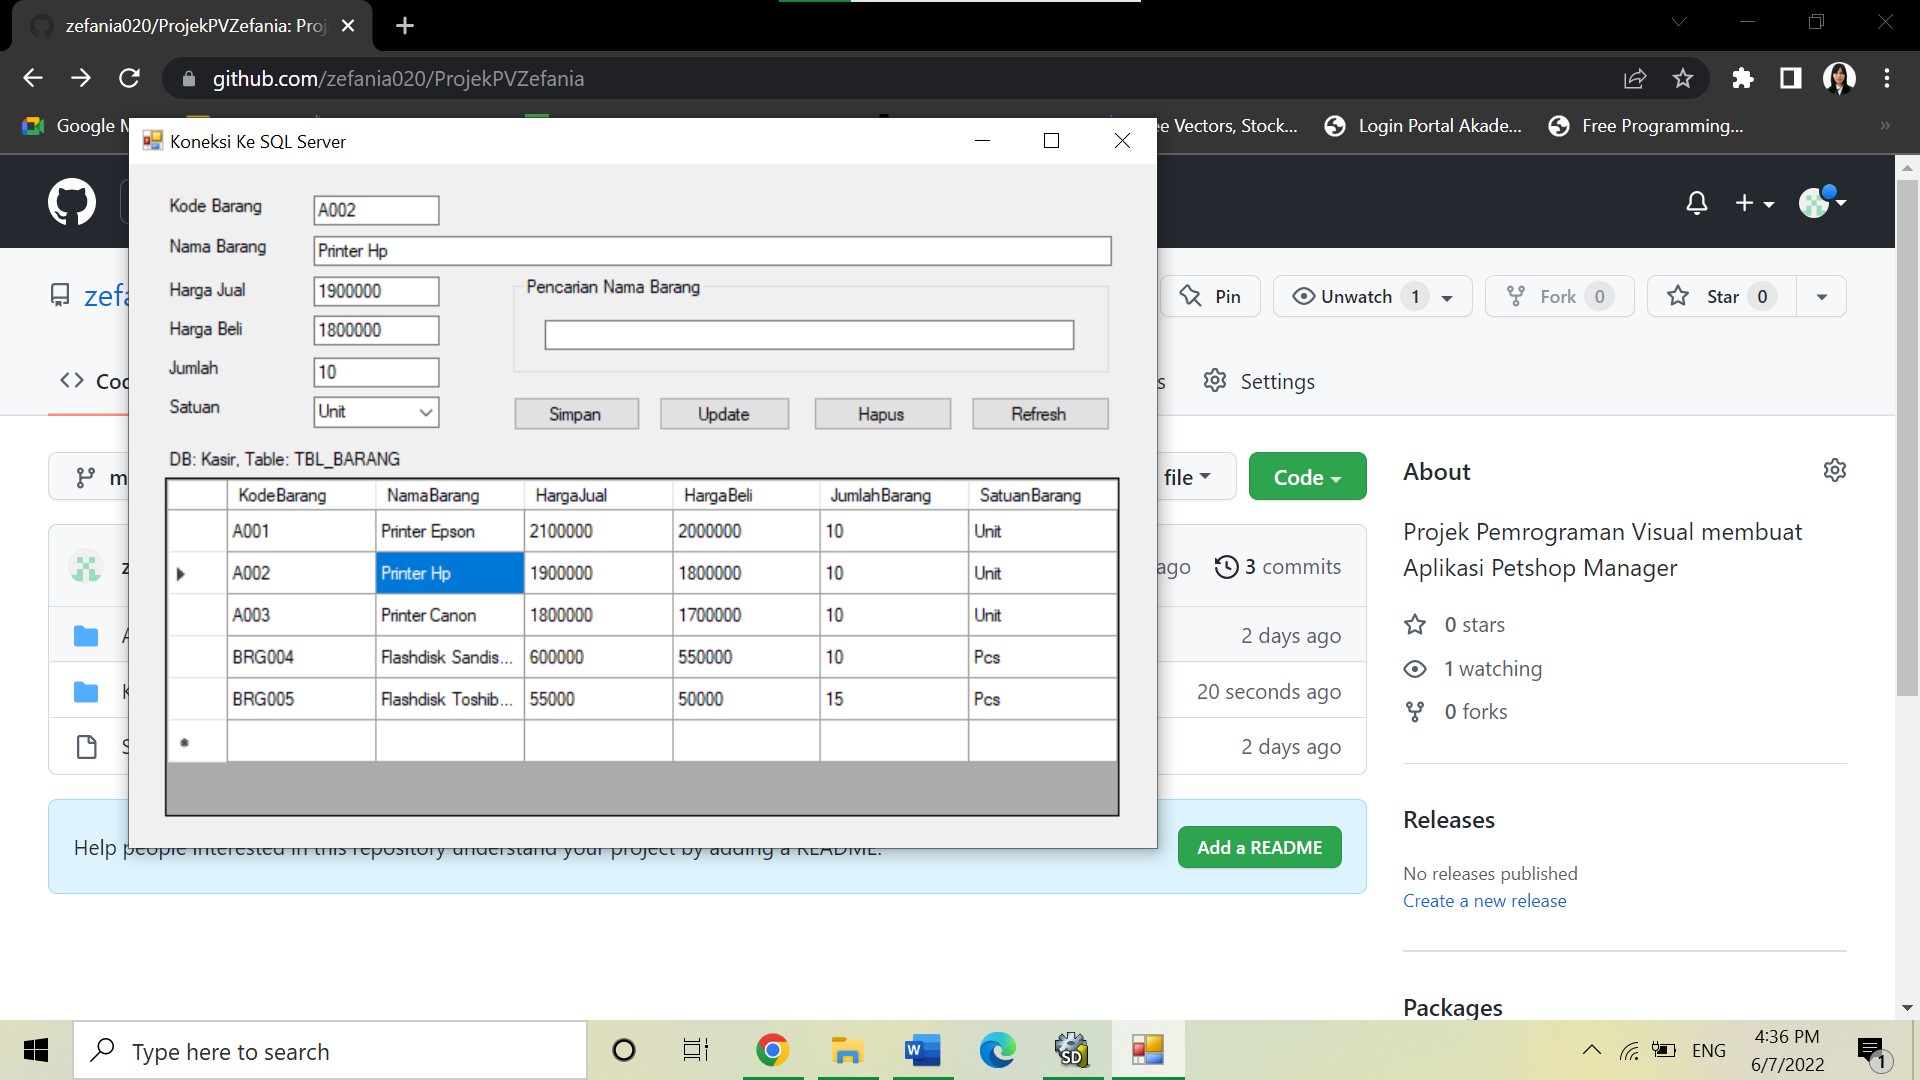 zefania020/ProjekPVZefania: Proj
github.com/zefania020/ProjekPVZefania
Google M
ee Vectors, Stock...
Login Portal Akade...
Free Programming...
»
Koneksi Ke SQL Server
Kode Barang A002
Nama Barang Printer Hp
Harga Jual 1900000
Pencarian Nama Barang
Harga Beli 1800000
Jumlah 10
Satuan Unit
Simpan Update Hapus Refresh
DB: Kasir, Table: TBL_BARANG
KodeBarang NamaBarang HargaJual HargaBeli JumlahBarang SatuanBarang
A001 Printer Epson 2100000 2000000 10 Unit
A002 Printer Hp 1900000 1800000 10 Unit
A003 Printer Canon 1800000 1700000 10 Unit
BRG004 Flashdisk Sandis... 600000 550000 10 Pcs
BRG005 Flashdisk Toshib... 55000 50000 15 Pcs
zefa
Pin
Unwatch 1
Fork 0
Star 0
Cod
s
Settings
m
file
Code
z
ago
3 commits
A
2 days ago
K
20 seconds ago
S
2 days ago
Help people interested in this repository understand your project by adding a README.
Add a README
About
Projek Pemrograman Visual membuat
Aplikasi Petshop Manager
0 stars
1 watching
0 forks
Releases
No releases published
Create a new release
Packages
Type here to search
SD
W
ENG
4:36 PM
6/7/2022
1